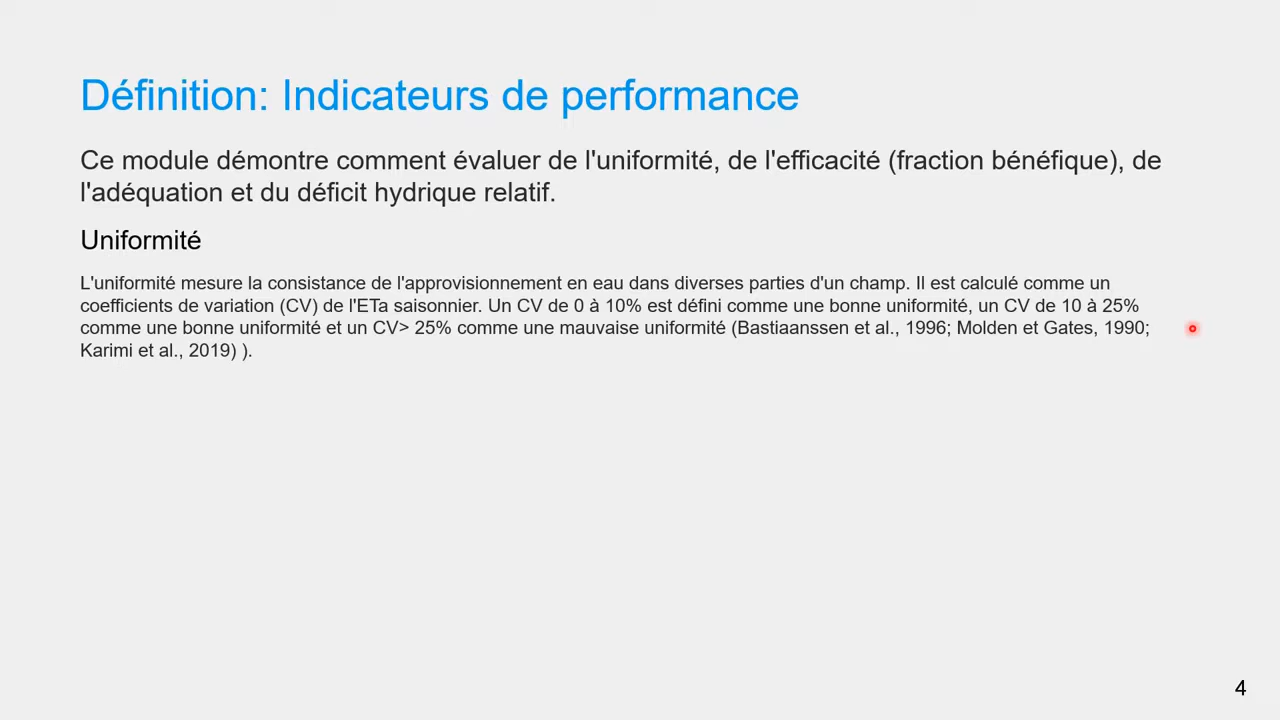 Définition: Indicateurs de performance
Ce module démontre comment évaluer de l'uniformité, de l'efficacité (fraction bénéfique), de
l'adéquation et du déficit hydrique relatif.
Uniformité
L'uniformité mesure la consistance de l'approvisionnement en eau dans diverses parties d'un champ. Il est calculé comme un
coefficients de variation (CV) de l'ETa saisonnier. Un CV de 0 à 10% est défini comme une bonne uniformité, un CV de 10 à 25%
comme une bonne uniformité et un CV> 25% comme une mauvaise uniformité (Bastiaanssen et al., 1996; Molden et Gates, 1990;
Karimi et al., 2019) ).
4